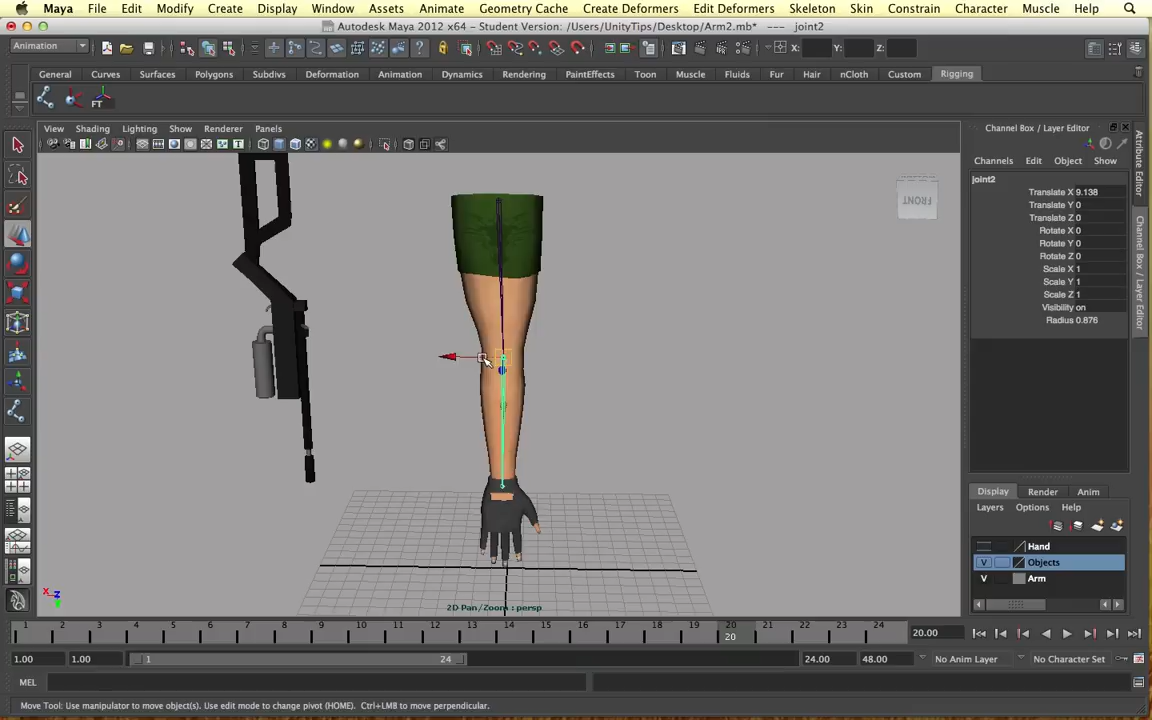 Maya File Edit Modify Create Display Window Assets Animate Geometry Cache Create Deformers Edit Deformers Skeleton Skin Constrain Character Muscle Help
Autodesk Maya 2012 x64 - Student Version: /Users/UnityTips/Desktop/Arm2.mb* --- joint2
Animation X: Y: Z:
General Curves Surfaces Polygons Subdivs Deformation Animation Dynamics Rendering PaintEffects Toon Muscle Fluids Fur Hair nCloth Custom Rigging
FT
View Shading Lighting Show Renderer Panels
Channel Box / Layer Editor
Channels Edit Object Show
joint2
Translate X 9.138
Translate Y 0
Translate Z 0
Rotate X 0
Rotate Y 0
Rotate Z 0
Scale X 1
Scale Y 1
Scale Z 1
Visibility on
Radius 0.876
Attribute Editor
Channel Box / Layer Editor
FRONT
Display Render Anim
Layers Options Help
Hand
V Objects
V Arm
2D Pan/Zoom : persp
X Z Y
1 2 3 4 5 6 7 8 9 10 11 12 13 14 15 16 17 18 19 20 21 22 23 24
20
20.00
1.00 1.00 1 24 24.00 48.00 No Anim Layer No Character Set
MEL
Move Tool: Use manipulator to move object(s). Use edit mode to change pivot (HOME). Ctrl+LMB to move perpendicular.